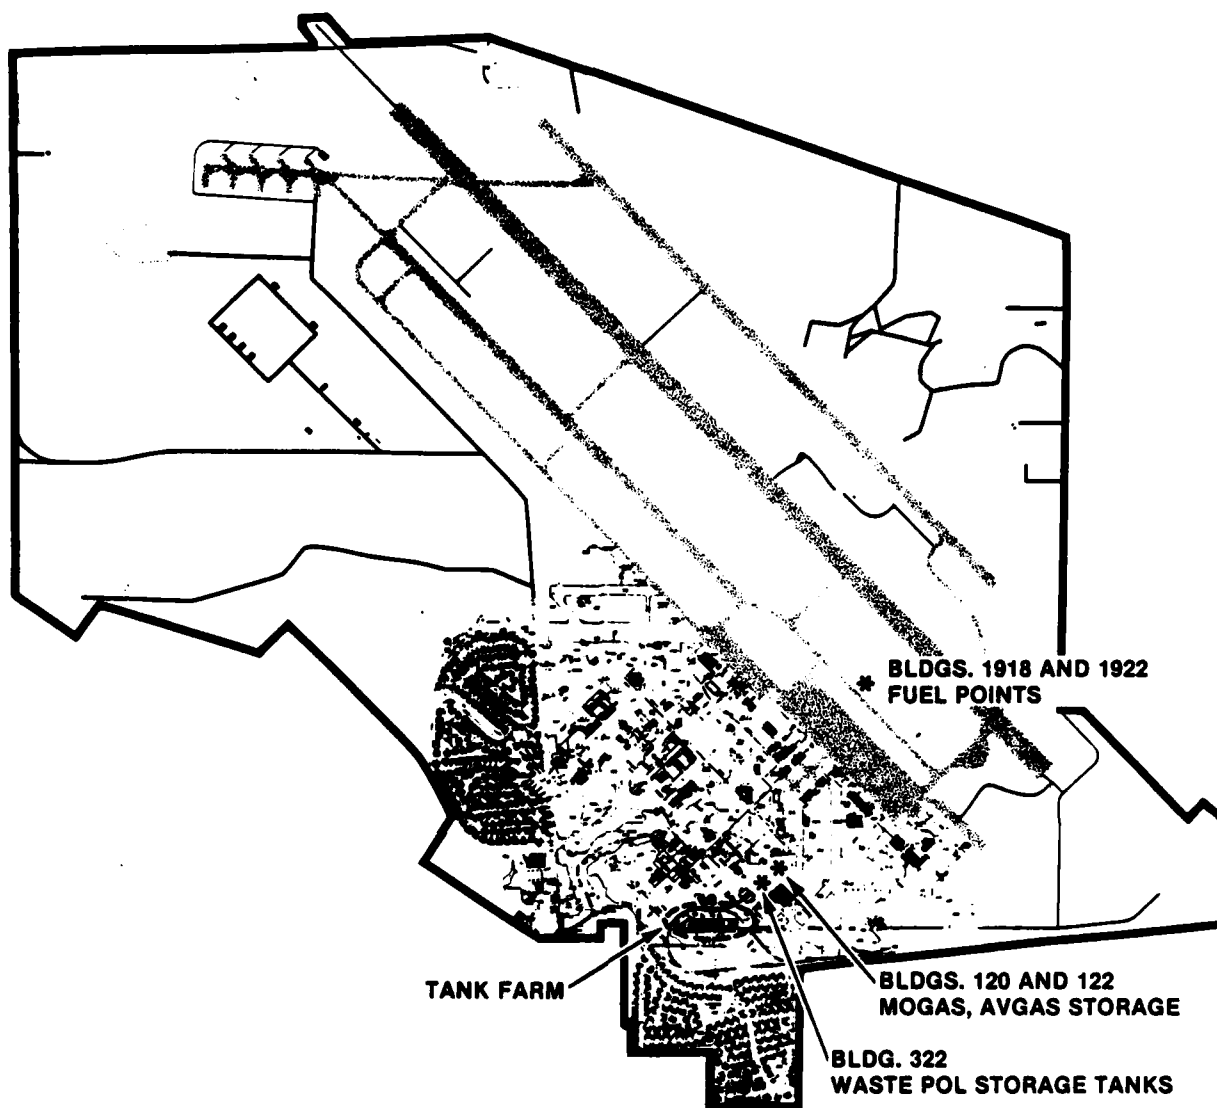 BLDGS. 1918 AND 1922
FUEL POINTS
TANK FARM
BLDGS. 120 AND 122
MOGAS, AVGAS STORAGE
BLDG. 322
WASTE POL STORAGE TANKS